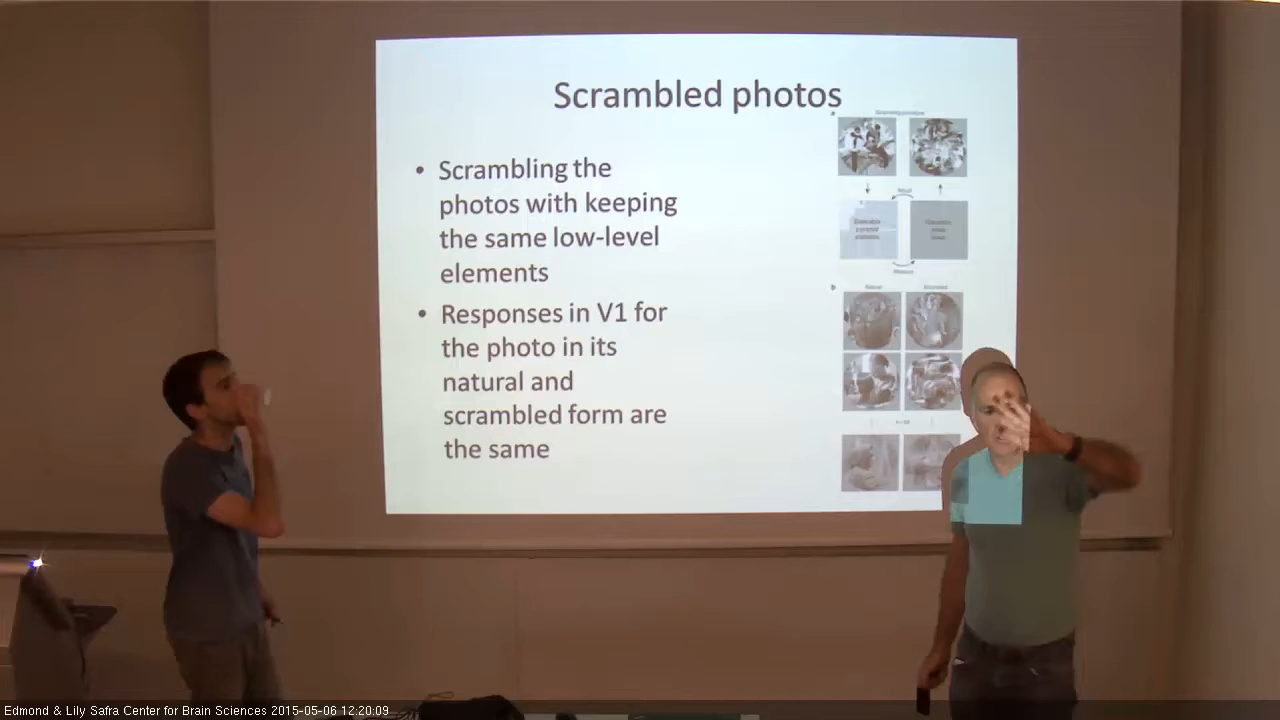 Scrambled photos
• Scrambling the
photos with keeping
the same low-level
elements
• Responses in V1 for
the photo in its
natural and
scrambled form are
the same
Edmond & Lily Safra Center for Brain Sciences 2015-05-06 12:20:09